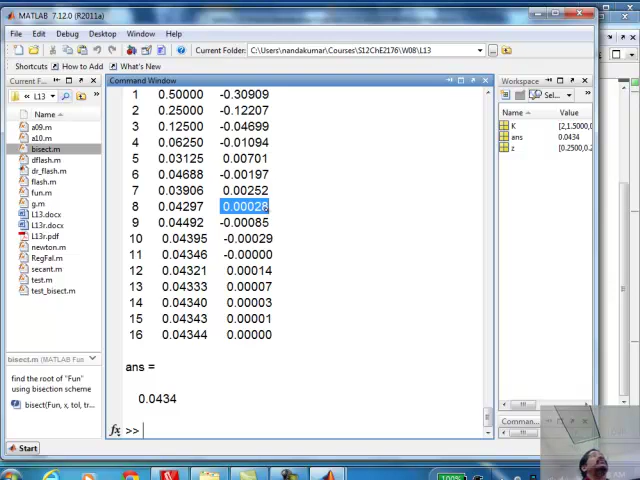 MATLAB 7.12.0 (R2011a)
File Edit Debug Desktop Window Help
Current Folder: C:\Users\nandakumar\Courses\S12ChE2176\W08\L13
Shortcuts How to Add What's New
Current F...
« L13
Name
a09.m
a10.m
bisect.m
dflash.m
dr_flash.m
flash.m
fun.m
g.m
L13.docx
L13r.docx
L13r.pdf
newton.m
RegFal.m
secant.m
test.m
test_bisect.m
bisect.m (MATLAB Fun
find the root of "Fun"
using bisection scheme
bisect(Fun, x, tol, tr...
Command Window
1 0.50000 -0.30909
2 0.25000 -0.12207
3 0.12500 -0.04699
4 0.06250 -0.01094
5 0.03125 0.00701
6 0.04688 -0.00197
7 0.03906 0.00252
8 0.04297 0.00028
9 0.04492 -0.00085
10 0.04395 -0.00029
11 0.04346 -0.00000
12 0.04321 0.00014
13 0.04333 0.00007
14 0.04340 0.00003
15 0.04343 0.00001
16 0.04344 0.00000
ans =
0.0434
fx >>
Workspace
Sel...
Name Value
K [2,1.5000,0.
ans 0.0434
z [0.2500,0.2
Comman...
Start
100%